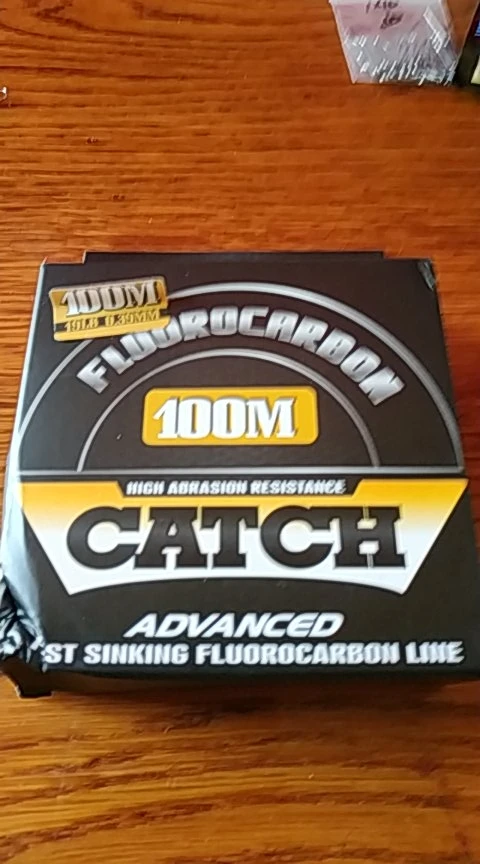 100M
19LB 0.35MM
FLUOROCARBON
100M
HIGH ABRASION RESISTANCE
CATCH
ADVANCED
ST SINKING FLUOROCARBON LINE